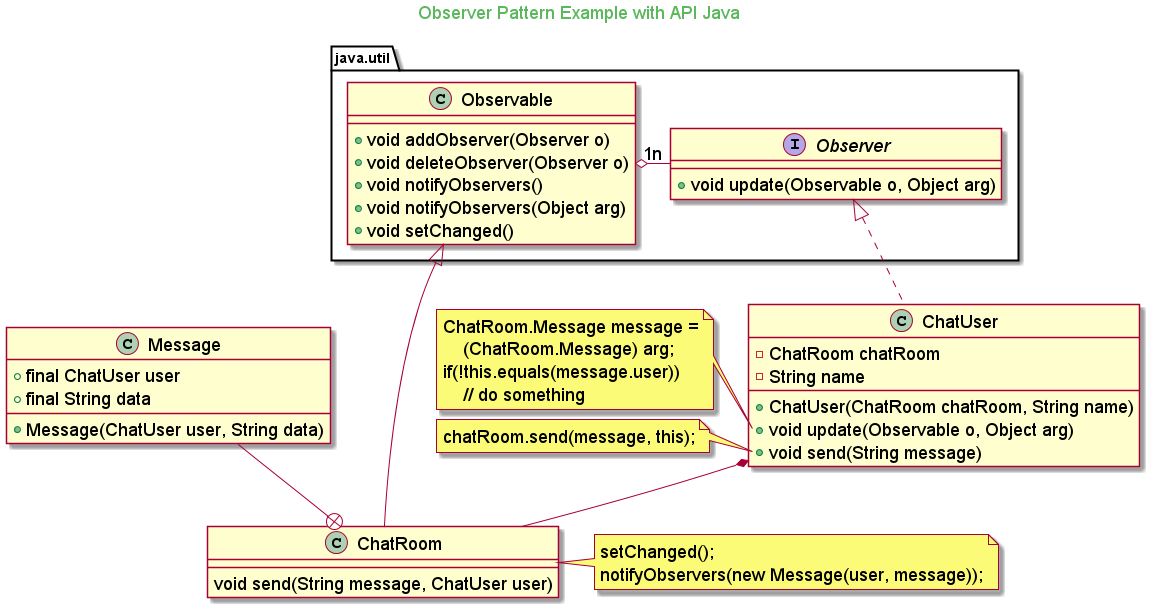 Observer Pattern Example with API Java
java.util
C Observable
void addObserver(Observer o)
void deleteObserver(Observer o)
void notifyObservers()
void notifyObservers(Object arg)
void setChanged()
1n
I Observer
void update(Observable o, Object arg)
C Message
final ChatUser user
final String data
Message(ChatUser user, String data)
ChatRoom.Message message =
(ChatRoom.Message) arg;
if(!this.equals(message.user))
// do something
chatRoom.send(message, this);
C ChatUser
ChatRoom chatRoom
String name
ChatUser(ChatRoom chatRoom, String name)
void update(Observable o, Object arg)
void send(String message)
C ChatRoom
void send(String message, ChatUser user)
setChanged();
notifyObservers(new Message(user, message));